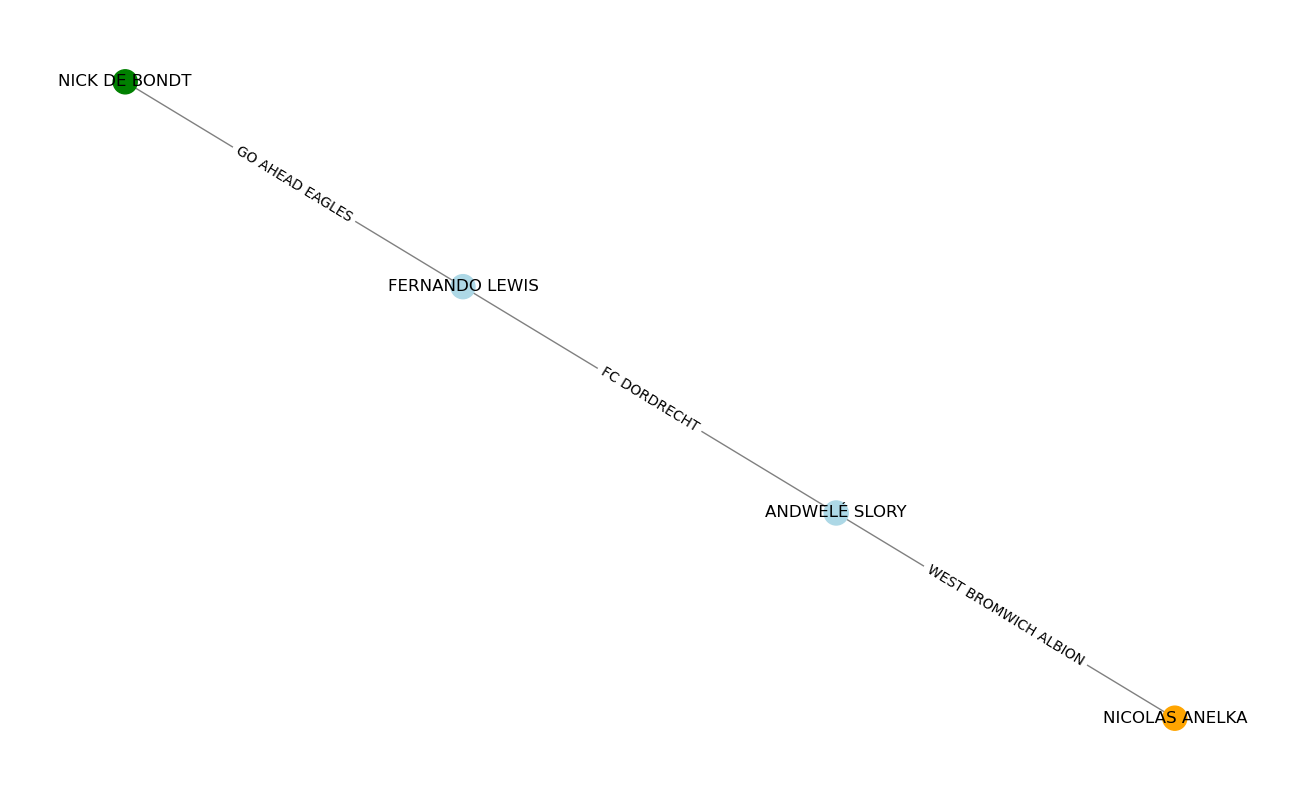 NICK DE BONDT
GO AHEAD EAGLES
FERNANDO LEWIS
FC DORDRECHT
ANDWELÉ SLORY
WEST BROMWICH ALBION
NICOLAS ANELKA